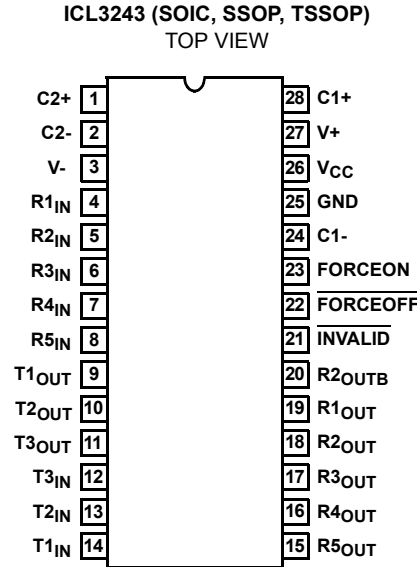 ICL3243 (SOIC, SSOP, TSSOP)
TOP VIEW
C2+ 1 28 C1+
C2- 2 27 V+
V- 3 26 VCC
R1IN 4 25 GND
R2IN 5 24 C1-
R3IN 6 23 FORCEON
R4IN 7 22 FORCEOFF
R5IN 8 21 INVALID
T1OUT 9 20 R2OUTB
T2OUT 10 19 R1OUT
T3OUT 11 18 R2OUT
T3IN 12 17 R3OUT
T2IN 13 16 R4OUT
T1IN 14 15 R5OUT